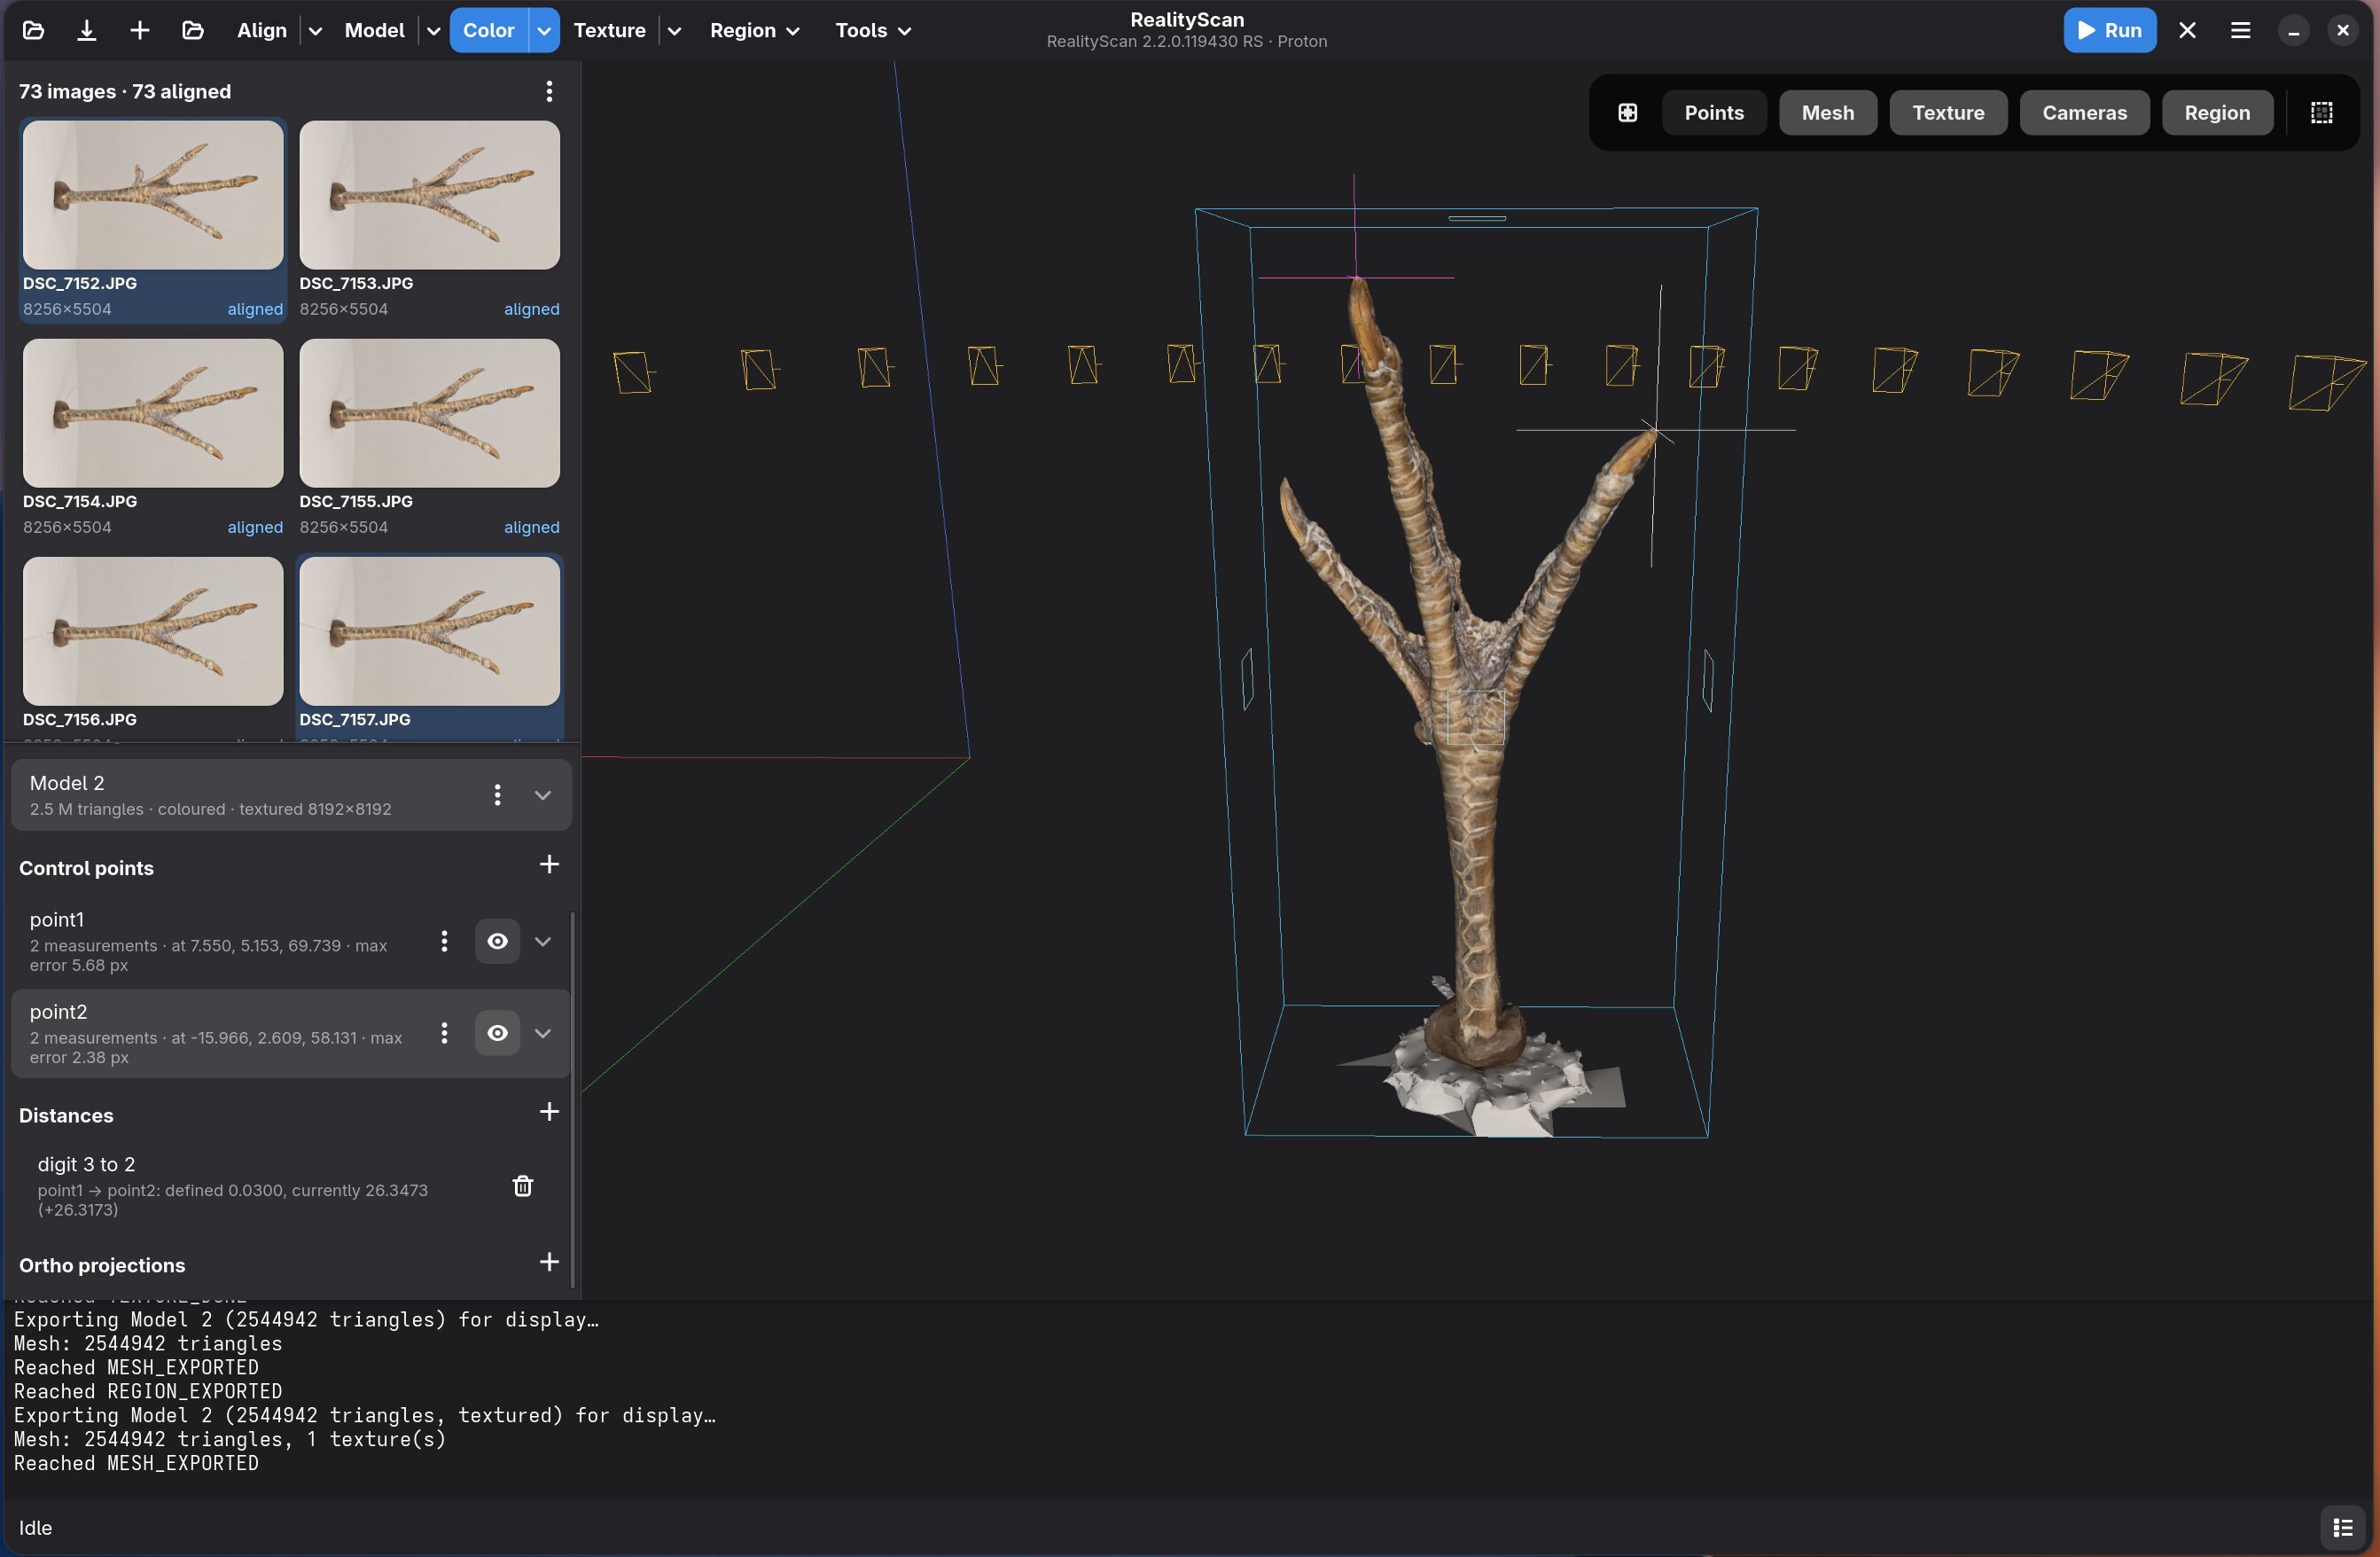 Align
Model
Color
Texture
Region
Tools
RealityScan
RealityScan 2.2.0.119430 RS · Proton
Run
73 images · 73 aligned
Points
Mesh
Texture
Cameras
Region
DSC_7152.JPG
8256×5504 aligned
DSC_7153.JPG
8256×5504 aligned
DSC_7154.JPG
8256×5504 aligned
DSC_7155.JPG
8256×5504 aligned
DSC_7156.JPG
DSC_7157.JPG
Model 2
2.5 M triangles · coloured · textured 8192×8192
Control points
point1
2 measurements · at 7.550, 5.153, 69.739 · max
error 5.68 px
point2
2 measurements · at -15.966, 2.609, 58.131 · max
error 2.38 px
Distances
digit 3 to 2
point1 → point2: defined 0.0300, currently 26.3473
(+26.3173)
Ortho projections
Exporting Model 2 (2544942 triangles) for display…
Mesh: 2544942 triangles
Reached MESH_EXPORTED
Reached REGION_EXPORTED
Exporting Model 2 (2544942 triangles, textured) for display…
Mesh: 2544942 triangles, 1 texture(s)
Reached MESH_EXPORTED
Idle